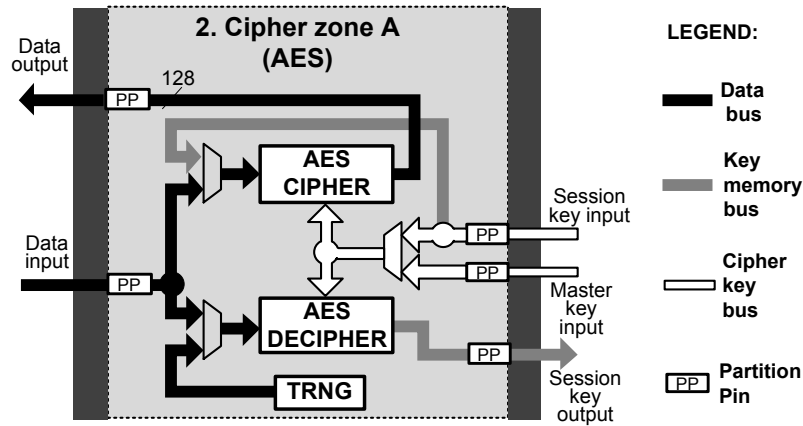 2. Cipher zone A
(AES)
LEGEND:
Data
output
PP
128
Data
bus
AES
CIPHER
Key
memory
bus
Session
key input
PP
Data
input
PP
PP
Cipher
key
bus
Master
key
input
AES
DECIPHER
PP
Session
key
output
TRNG
PP
Partition
Pin